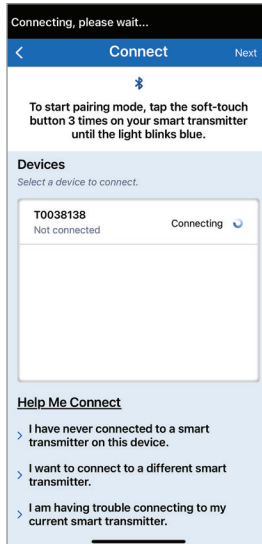 Connecting, please wait...
Connect
Next
To start pairing mode, tap the soft-touch
button 3 times on your smart transmitter
until the light blinks blue.
Devices
Select a device to connect.
T0038138
Connecting
Not connected
Help Me Connect
I have never connected to a smart
transmitter on this device.
I want to connect to a different smart
transmitter.
I am having trouble connecting to my
current smart transmitter.